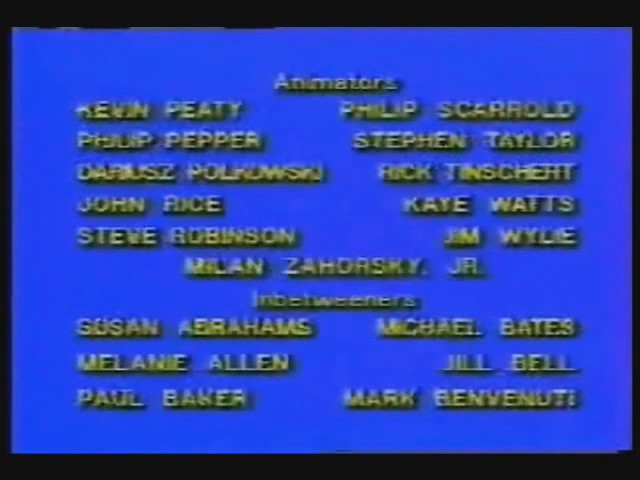 Animators
KEVIN PEATY PHILIP SCARROLD
PHILIP PEPPER STEPHEN TAYLOR
DARIUSZ POLKOWSKI RICK TINSCHERT
JOHN RICE KAYE WATTS
STEVE ROBINSON JIM WYLIE
MILAN ZAHORSKY, JR.
Inbetweeners
SUSAN ABRAHAMS MICHAEL BATES
MELANIE ALLEN JILL BELL
PAUL BAKER MARK BENVENUTI